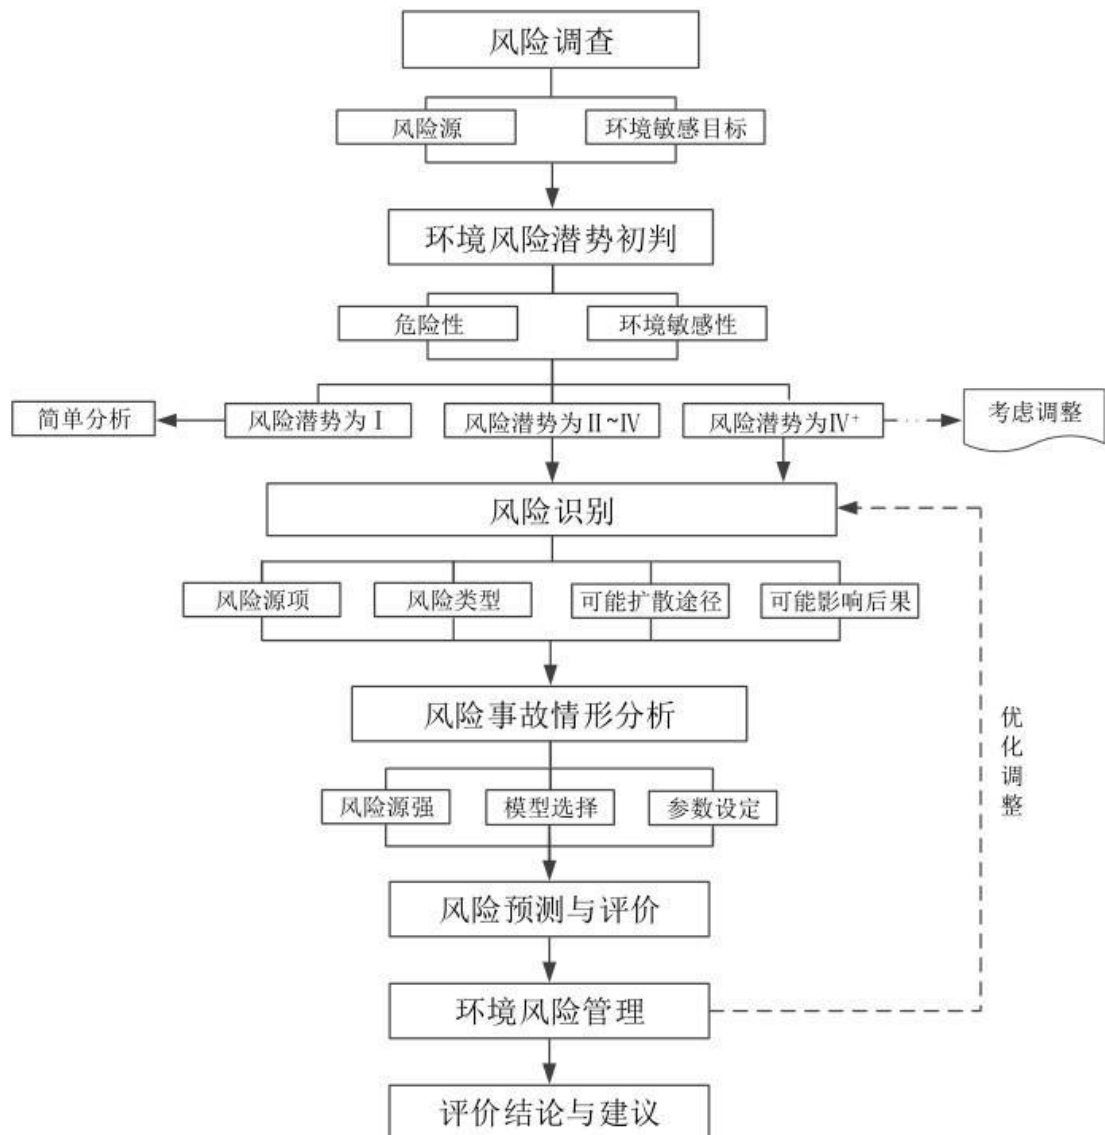 风险调查
风险源
环境敏感目标
环境风险潜势初判
危险性
环境敏感性
简单分析
风险潜势为Ⅰ
风险潜势为Ⅱ~Ⅳ
风险潜势为Ⅳ⁺
考虑调整
风险识别
风险源项
风险类型
可能扩散途径
可能影响后果
风险事故情形分析
风险源强
模型选择
参数设定
优化调整
风险预测与评价
环境风险管理
评价结论与建议